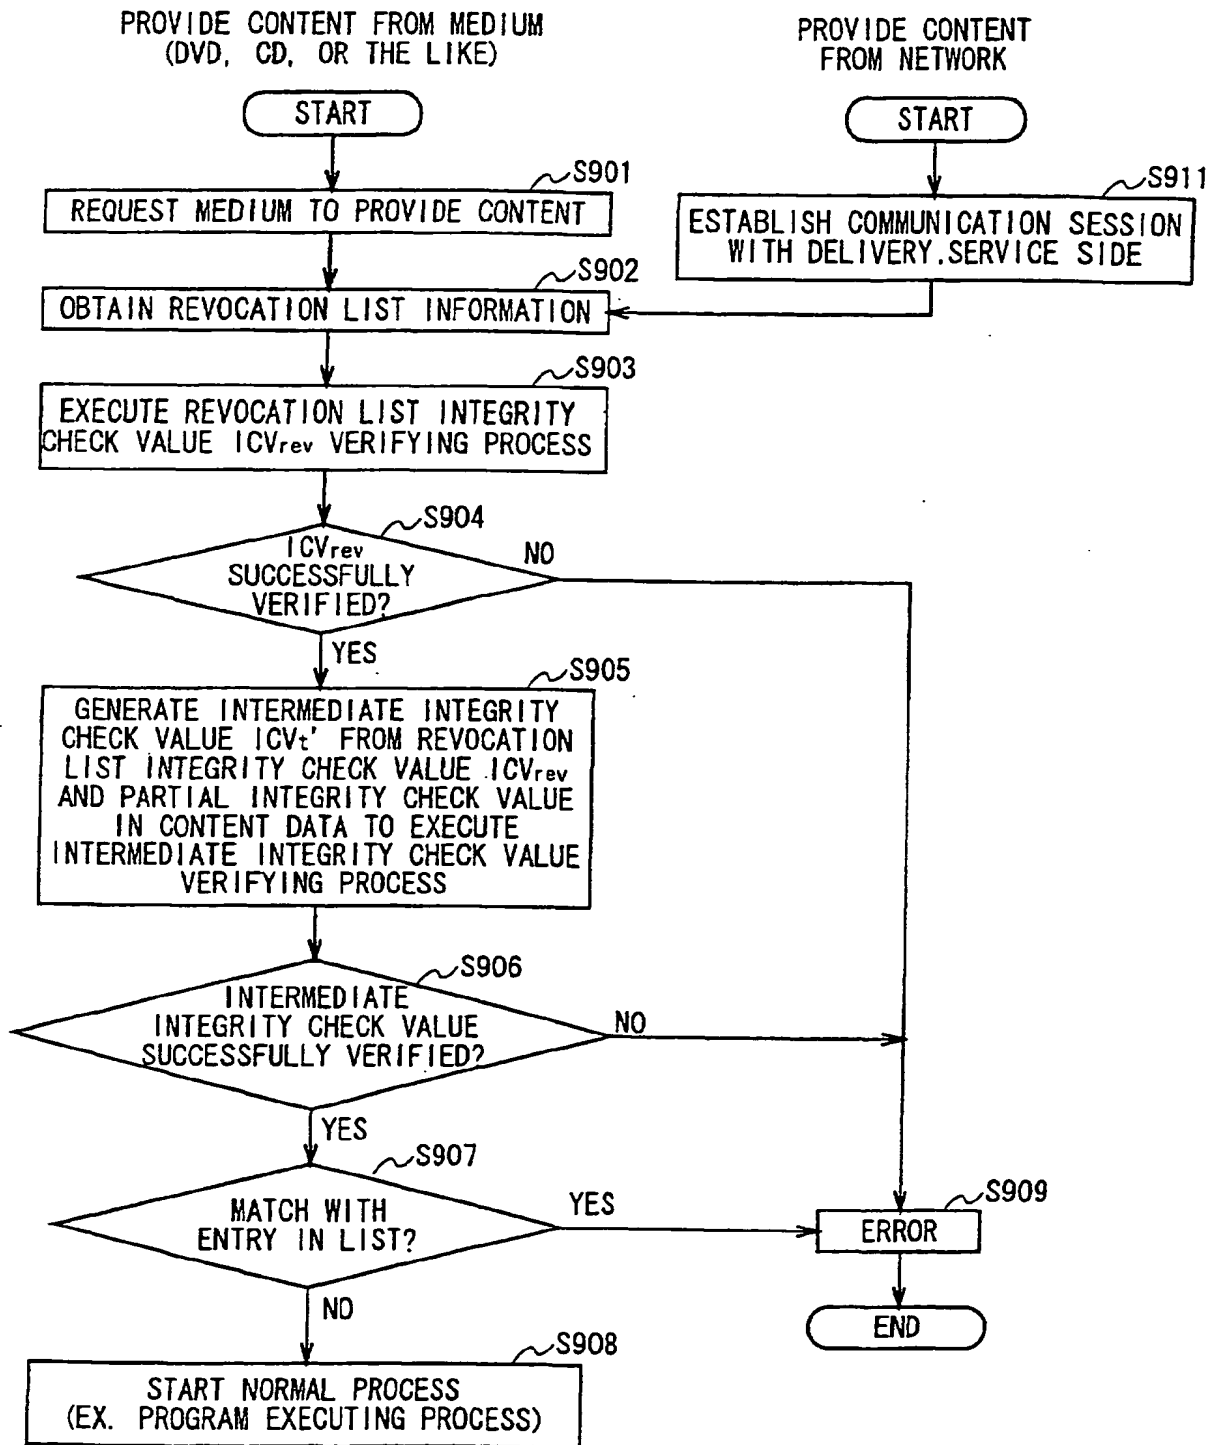 PROVIDE CONTENT FROM MEDIUM
(DVD, CD, OR THE LIKE)
PROVIDE CONTENT
FROM NETWORK
START
START
S901
REQUEST MEDIUM TO PROVIDE CONTENT
S911
ESTABLISH COMMUNICATION SESSION
WITH DELIVERY.SERVICE SIDE
S902
OBTAIN REVOCATION LIST INFORMATION
S903
EXECUTE REVOCATION LIST INTEGRITY
CHECK VALUE ICVrev VERIFYING PROCESS
S904
ICVrev
SUCCESSFULLY
VERIFIED?
NO
YES
S905
GENERATE INTERMEDIATE INTEGRITY
CHECK VALUE ICVt' FROM REVOCATION
LIST INTEGRITY CHECK VALUE ICVrev
AND PARTIAL INTEGRITY CHECK VALUE
IN CONTENT DATA TO EXECUTE
INTERMEDIATE INTEGRITY CHECK VALUE
VERIFYING PROCESS
S906
INTERMEDIATE
INTEGRITY CHECK VALUE
SUCCESSFULLY VERIFIED?
NO
YES
S907
MATCH WITH
ENTRY IN LIST?
YES
S909
ERROR
NO
END
S908
START NORMAL PROCESS
(EX. PROGRAM EXECUTING PROCESS)